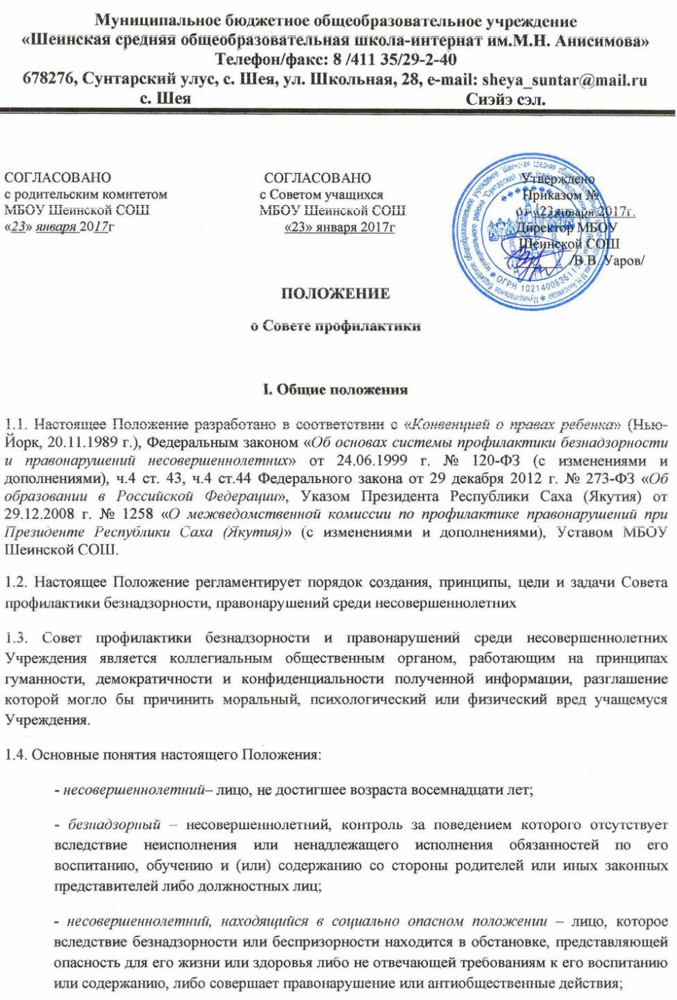 Муниципальное бюджетное общеобразовательное учреждение
«Шеинская средняя общеобразовательная школа-интернат им.М.Н. Анисимова»
Телефон/факс: 8 /411 35/29-2-40
678276, Сунтарский улус, с. Шея, ул. Школьная, 28, e-mail: sheya_suntar@mail.ru
с. Шея Сиэйэ сэл.
СОГЛАСОВАНО
с родительским комитетом
МБОУ Шеинской СОШ
«23» января 2017г
СОГЛАСОВАНО
с Советом учащихся
МБОУ Шеинской СОШ
«23» января 2017г
Утверждено
Приказом №
от «23января 2017г.
Директор МБОУ
Шеинской СОШ
/В.В. Уаров/
ПОЛОЖЕНИЕ
о Совете профилактики
I. Общие положения
1.1. Настоящее Положение разработано в соответствии с «Конвенцией о правах ребенка» (Нью-
Йорк, 20.11.1989 г.), Федеральным законом «Об основах системы профилактики безнадзорности
и правонарушений несовершеннолетних» от 24.06.1999 г. № 120-ФЗ (с изменениями и
дополнениями), ч.4 ст. 43, ч.4 ст.44 Федерального закона от 29 декабря 2012 г. № 273-ФЗ «Об
образовании в Российской Федерации», Указом Президента Республики Саха (Якутия) от
29.12.2008 г. № 1258 «О межведомственной комиссии по профилактике правонарушений при
Президенте Республики Саха (Якутия)» (с изменениями и дополнениями), Уставом МБОУ
Шеинской СОШ.
1.2. Настоящее Положение регламентирует порядок создания, принципы, цели и задачи Совета
профилактики безнадзорности, правонарушений среди несовершеннолетних
1.3. Совет профилактики безнадзорности и правонарушений среди несовершеннолетних
Учреждения является коллегиальным общественным органом, работающим на принципах
гуманности, демократичности и конфиденциальности полученной информации, разглашение
которой могло бы причинить моральный, психологический или физический вред учащемуся
Учреждения.
1.4. Основные понятия настоящего Положения:
- несовершеннолетний– лицо, не достигшее возраста восемнадцати лет;
- безнадзорный – несовершеннолетний, контроль за поведением которого отсутствует
вследствие неисполнения или ненадлежащего исполнения обязанностей по его
воспитанию, обучению и (или) содержанию со стороны родителей или иных законных
представителей либо должностных лиц;
- несовершеннолетний, находящийся в социально опасном положении – лицо, которое
вследствие безнадзорности или беспризорности находится в обстановке, представляющей
опасность для его жизни или здоровья либо не отвечающей требованиям к его воспитанию
или содержанию, либо совершает правонарушение или антиобщественные действия;